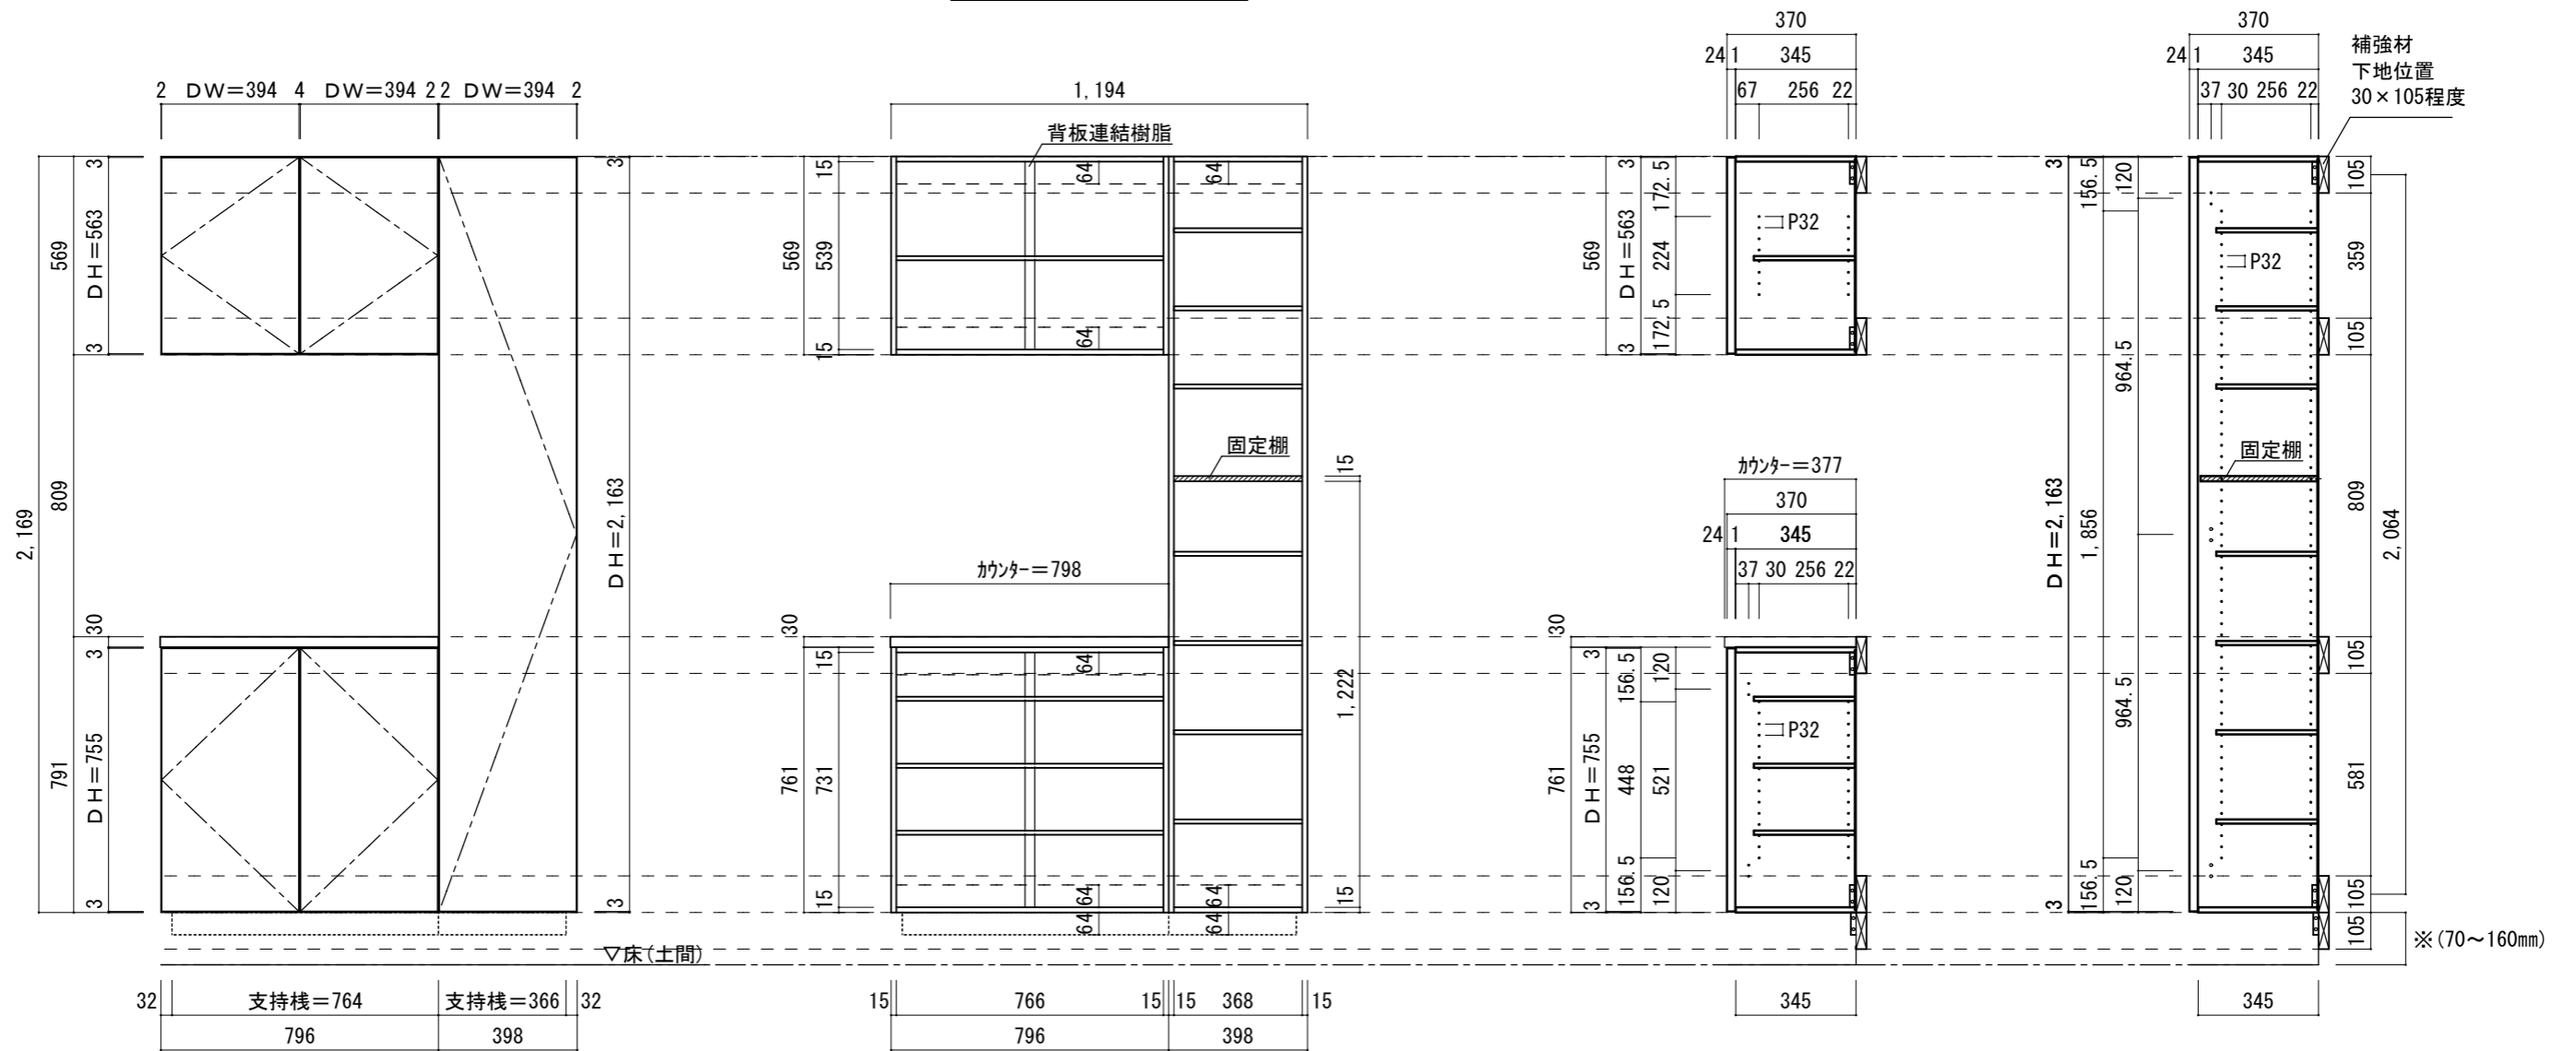 2 DW=394 4 DW=394 2 2 DW=394 2
2,169
569
809
791
3
DH=563
3
30
3
DH=755
3
3
DH=2,163
3
▽床(土間)
32 支持桟=764 支持桟=366 32
796 398
1,194
背板連結樹脂
569
15
539
15
64
64
64
固定棚
15
1,222
15
カウンター=798
30
761
15
731
15
64
64
64
64
64
15 766 15 15 368 15
796 398
370
24 1 345
67 256 22
569
3
DH=563
3
172.5
224
172.5
P32
カウンター=377
370
24 1 345
37 30 256 22
30
761
3
DH=755
3
156.5
448
156.5
120
521
120
P32
345
370
24 1 345
37 30 256 22
補強材
下地位置
30×105程度
3
DH=2,163
3
156.5
1,856
156.5
120
964.5
964.5
120
P32
固定棚
105
359
105
809
105
581
105
105
2,064
※(70～160㎜)
345